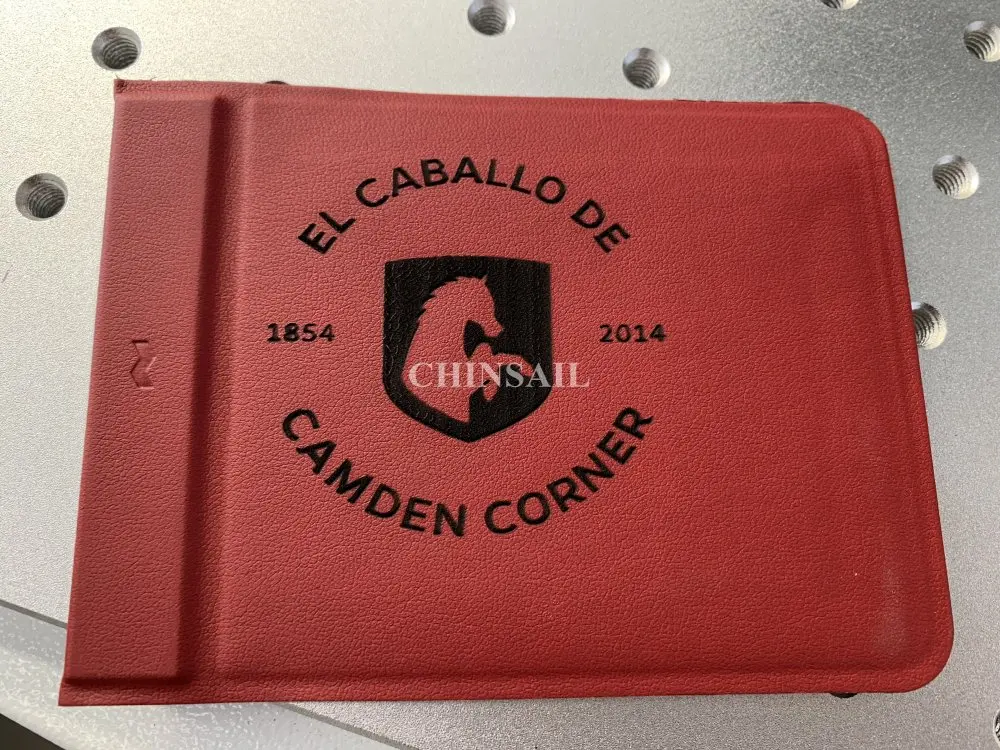 EL CABALLO DE
1854
2014
CHINSAIL
CAMDEN CORNER